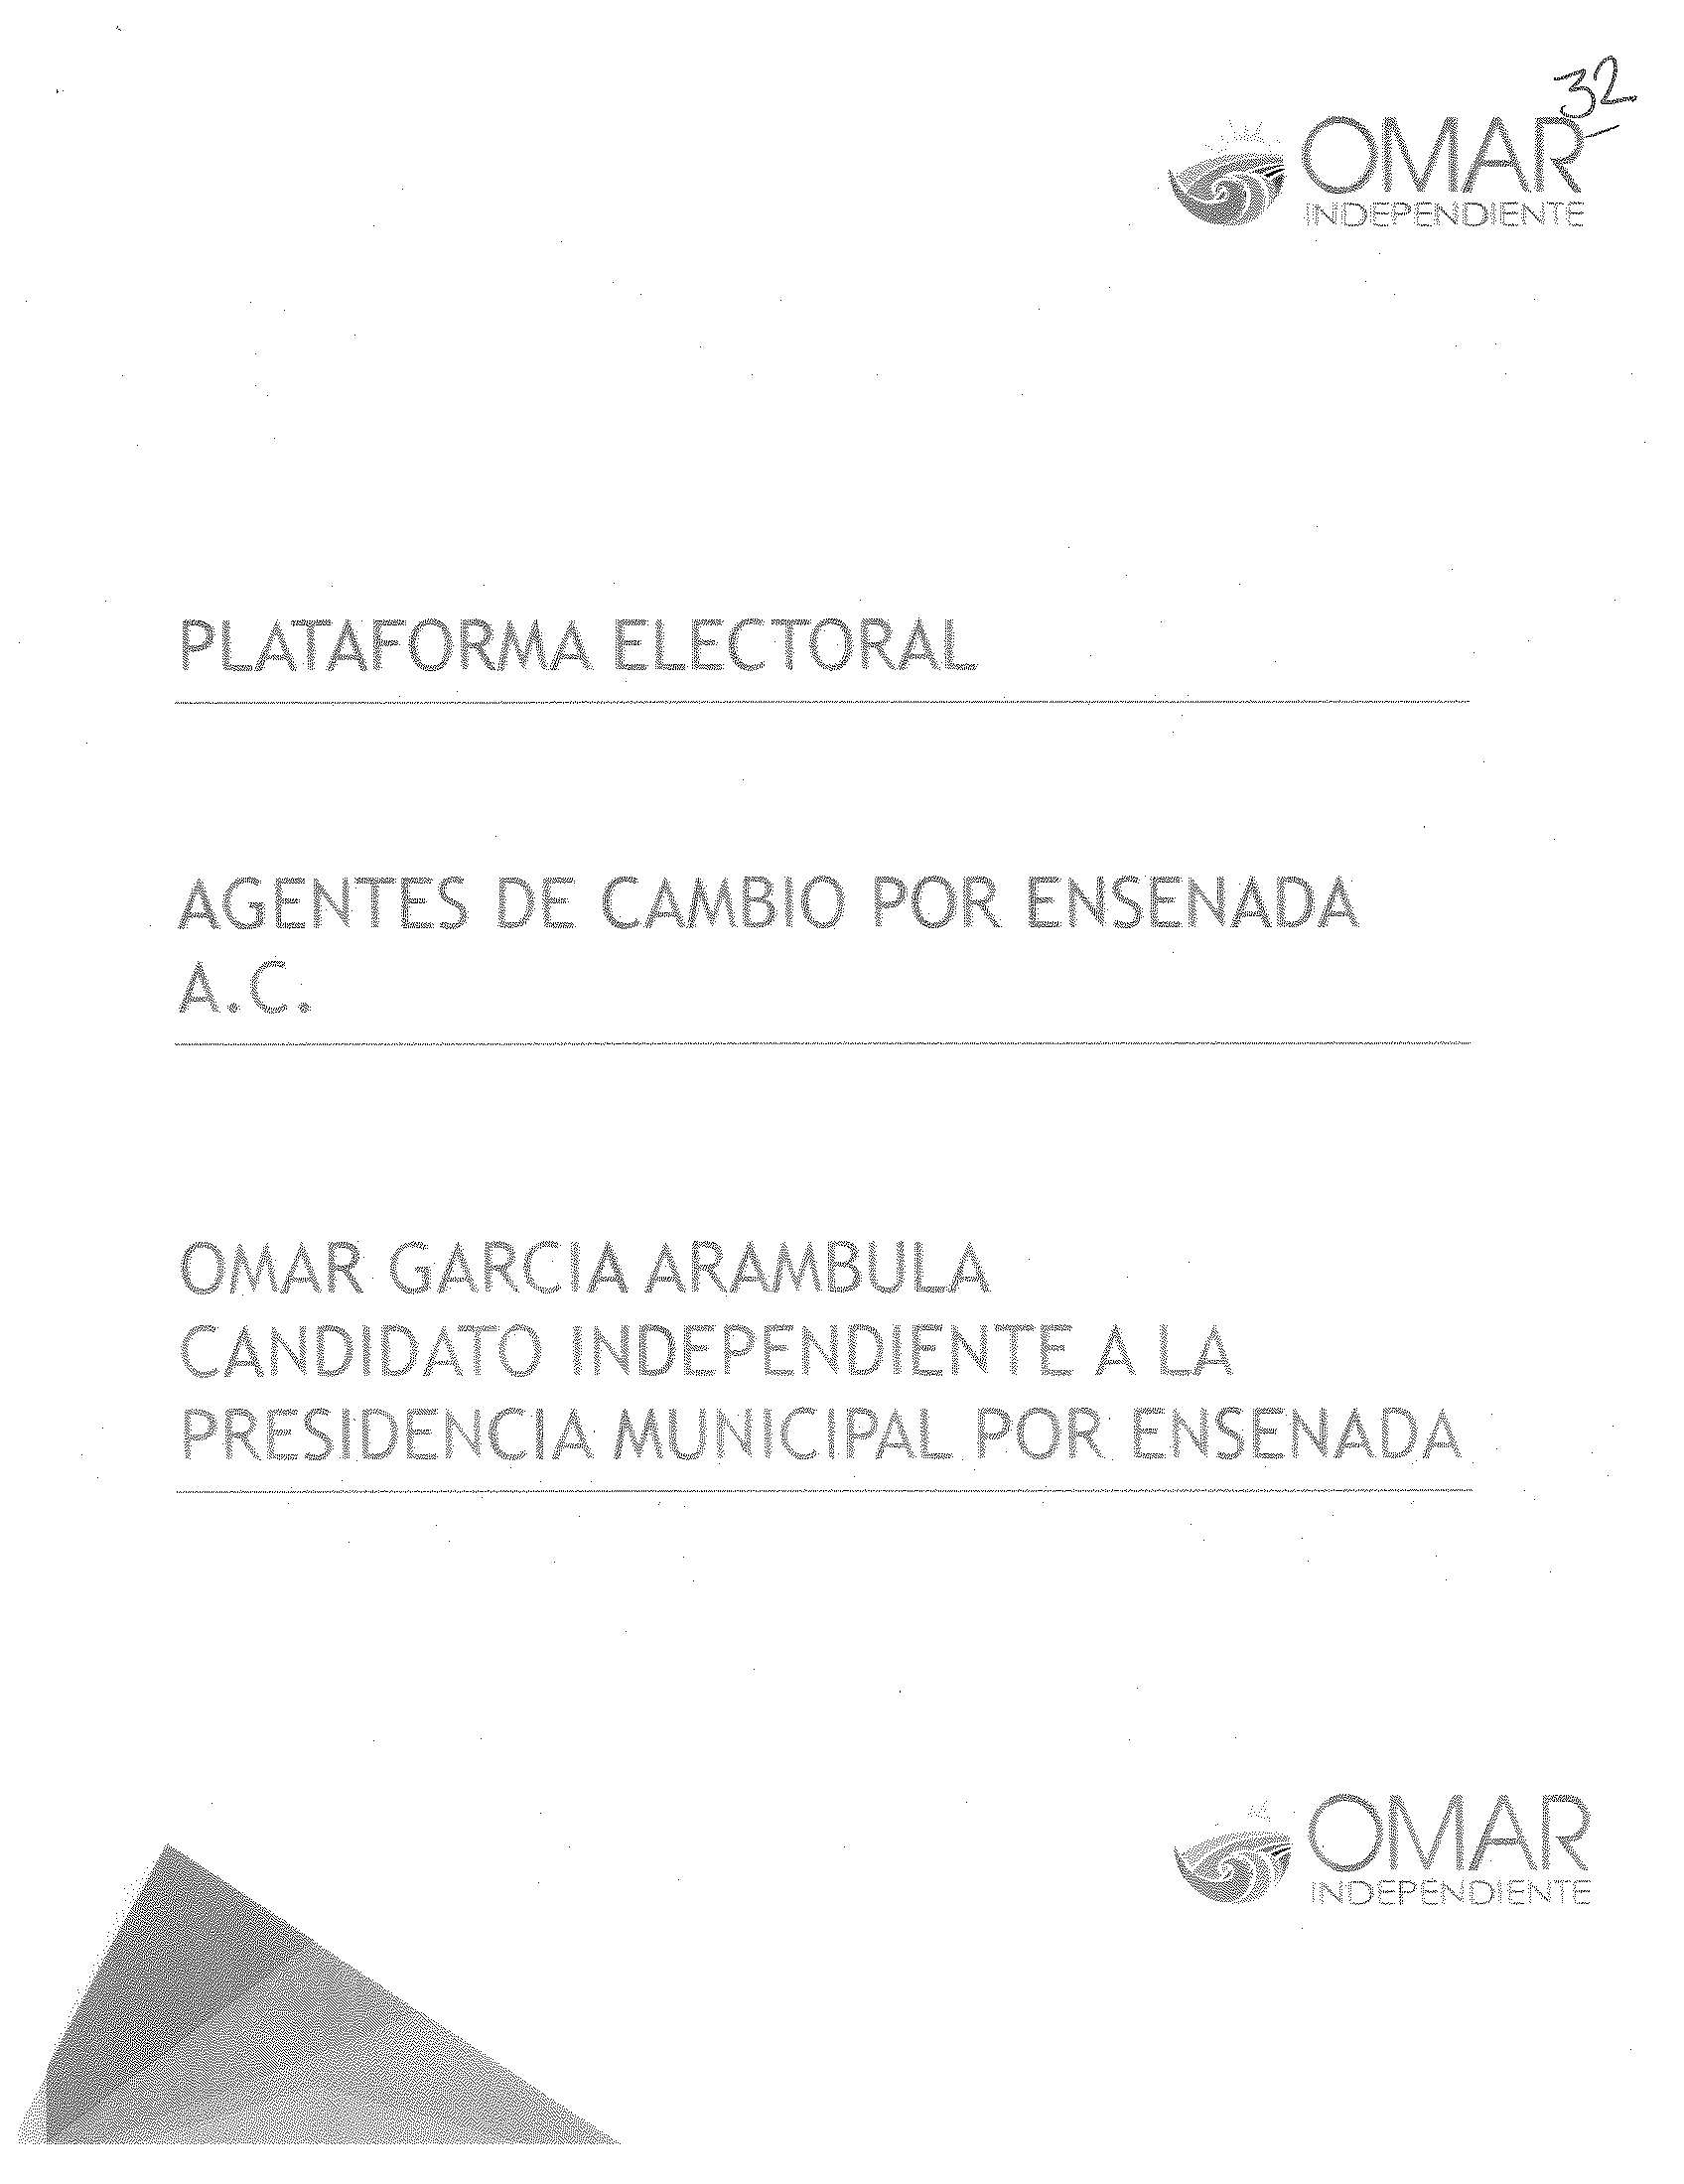 32
OMAR
INDEPENDIENTE
PLATAFORMA ELECTORAL
AGENTES DE CAMBIO POR ENSENADA
A.C.
OMAR GARCIA ARAMBULA
CANDIDATO INDEPENDIENTE A LA
PRESIDENCIA MUNICIPAL POR ENSENADA
OMAR
INDEPENDIENTE